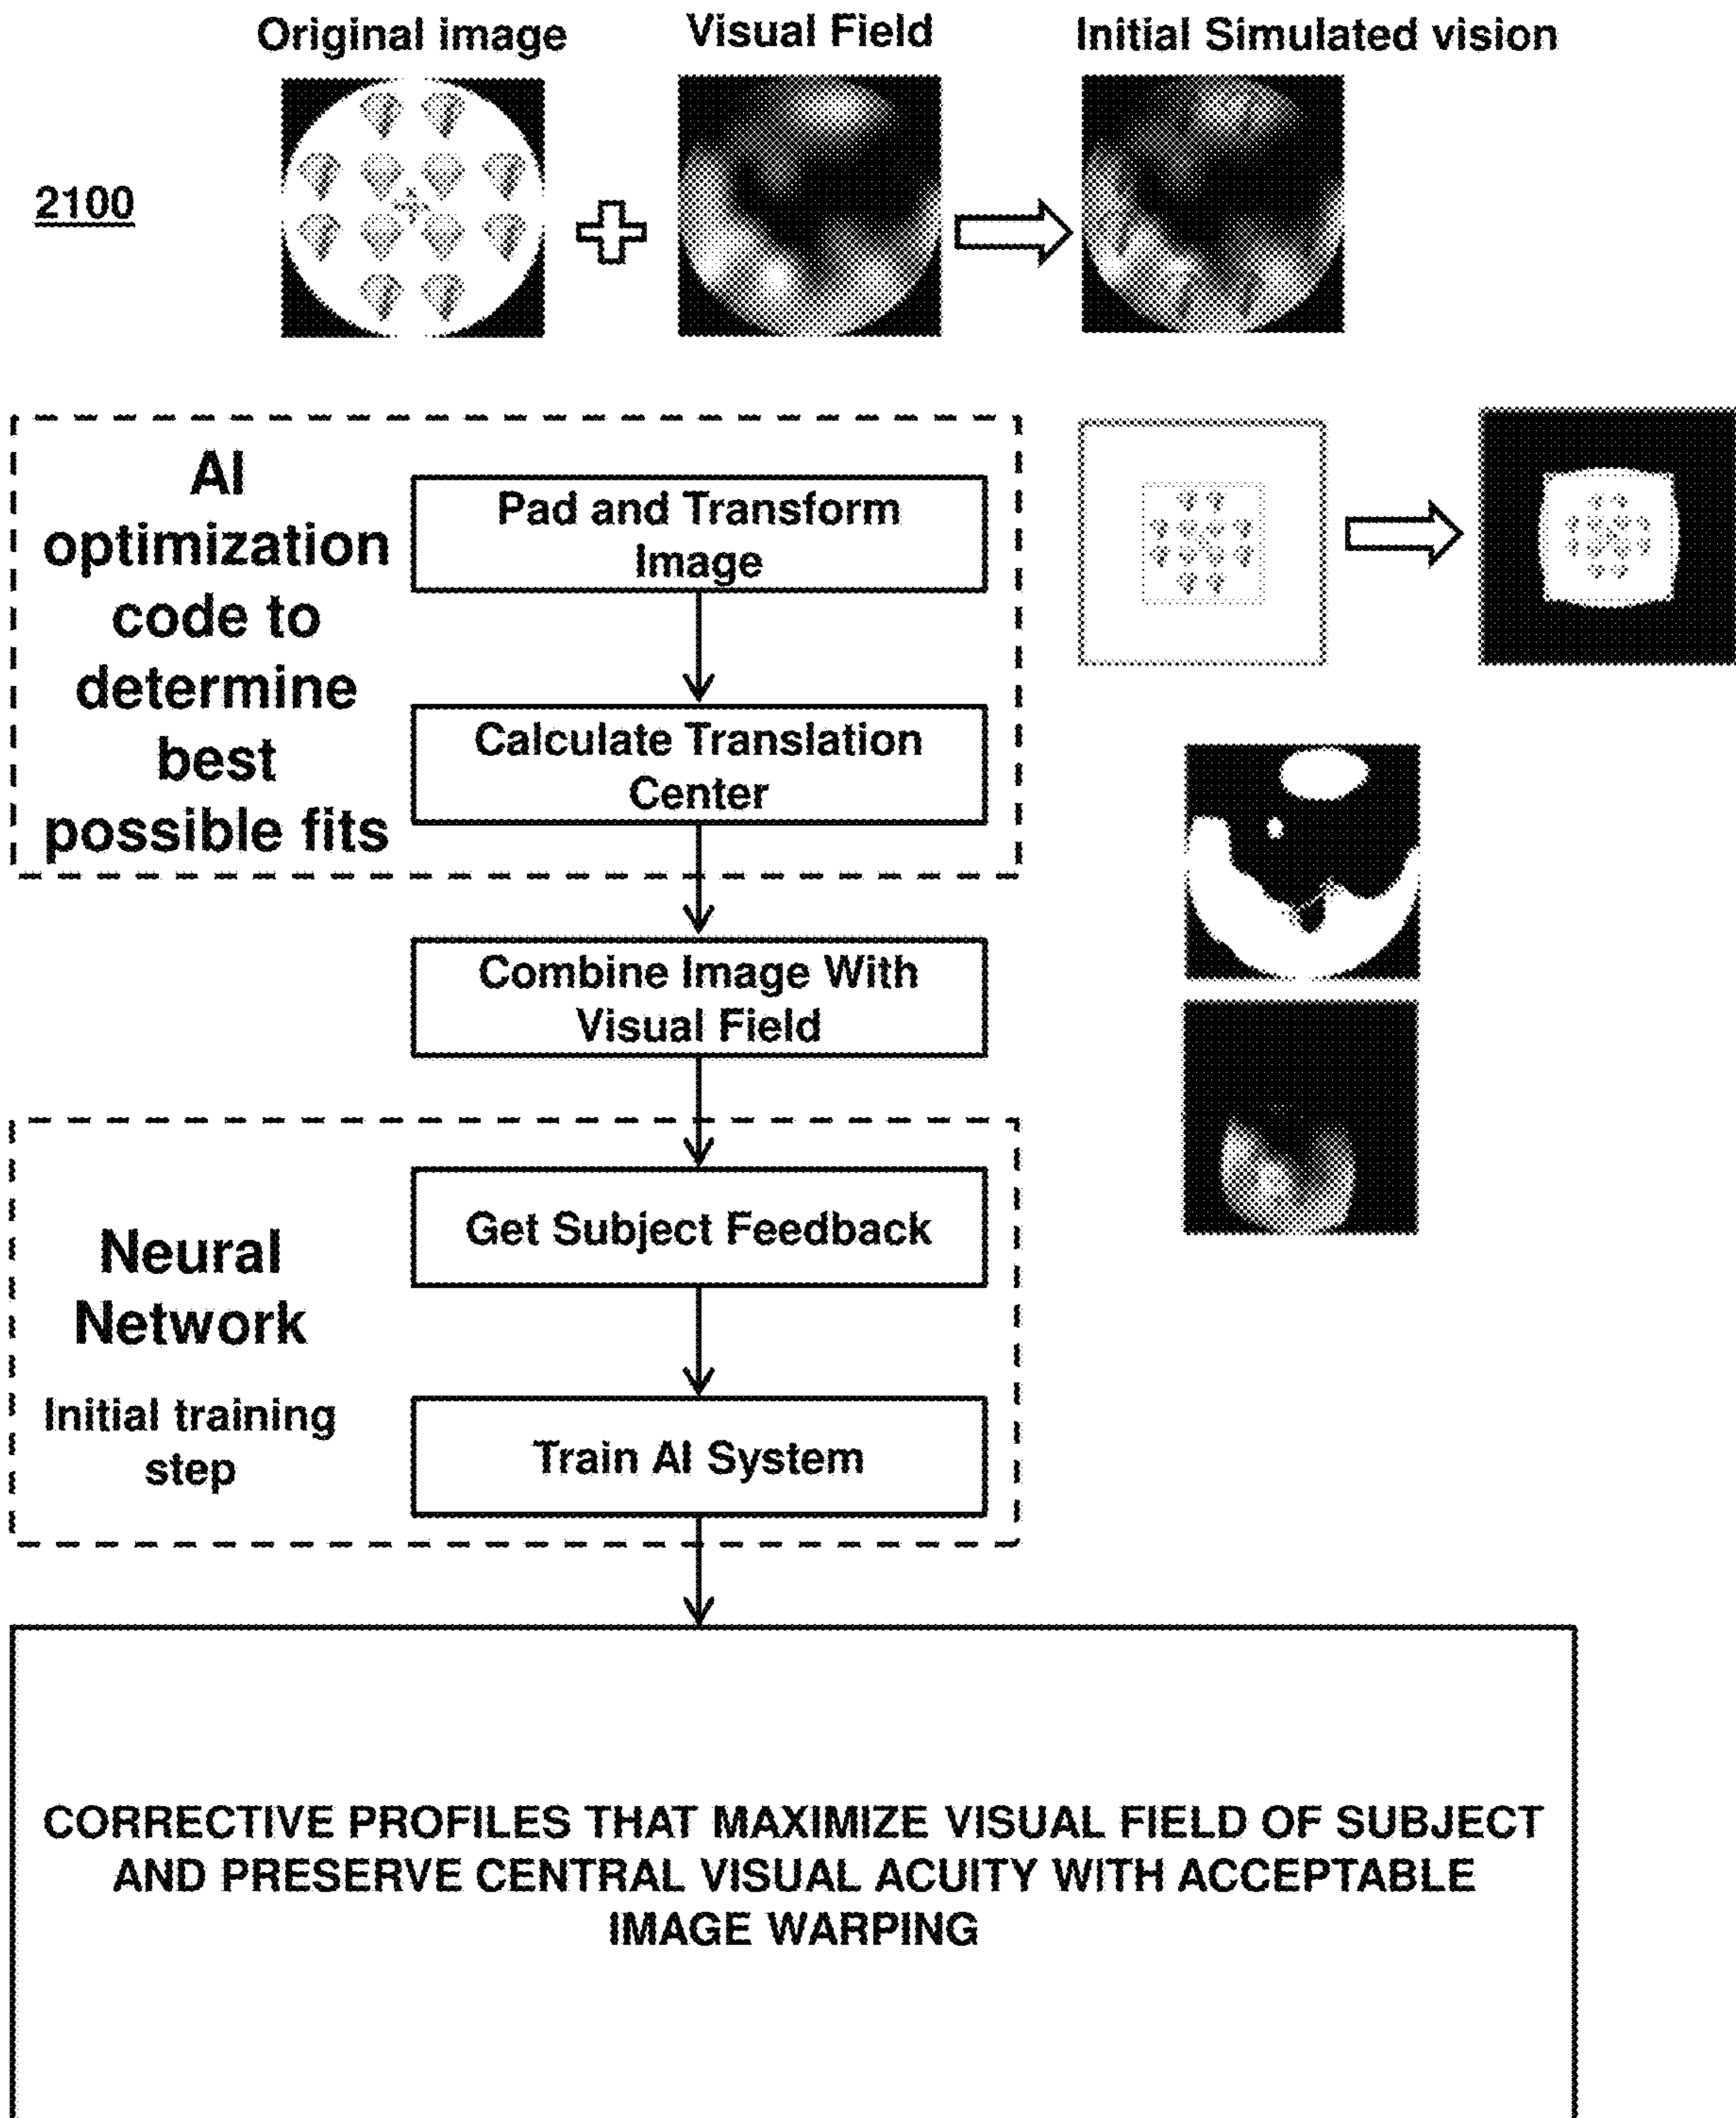 Original image
Visual Field
Initial Simulated vision
2100
AI
optimization
code to
determine
best
possible fits
Pad and Transform
Image
Calculate Translation
Center
Combine Image With
Visual Field
Neural
Network
Initial training
step
Get Subject Feedback
Train AI System
CORRECTIVE PROFILES THAT MAXIMIZE VISUAL FIELD OF SUBJECT
AND PRESERVE CENTRAL VISUAL ACUITY WITH ACCEPTABLE
IMAGE WARPING